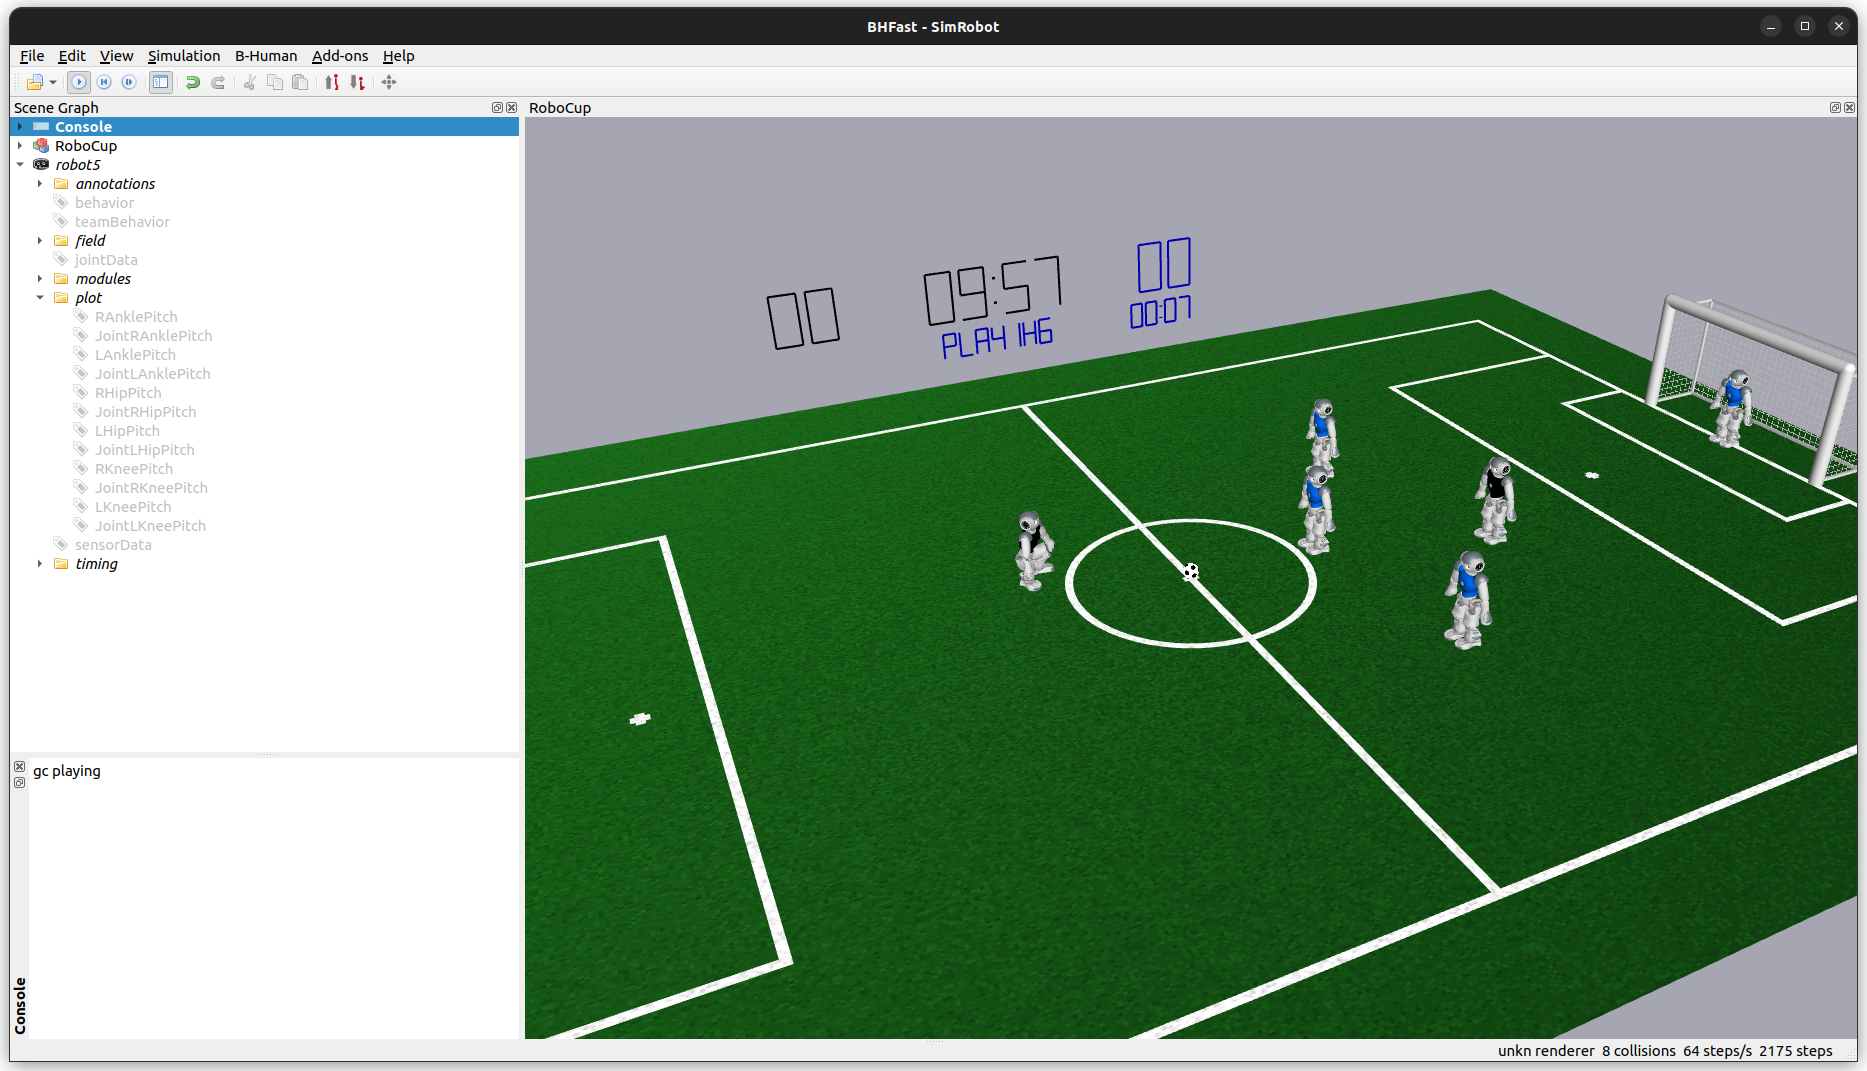 BHFast - SimRobot
File Edit View Simulation B-Human Add-ons Help
Scene Graph
RoboCup
Console
RoboCup
robot5
annotations
behavior
teamBehavior
field
jointData
modules
plot
RAnklePitch
JointRAnklePitch
LAnklePitch
JointLAnklePitch
RHipPitch
JointRHipPitch
LHipPitch
JointLHipPitch
RKneePitch
JointRKneePitch
LKneePitch
JointLKneePitch
sensorData
timing
00
09:57
00
PLAYING
00:07
gc playing
Console
unkn renderer 8 collisions 64 steps/s 2175 steps